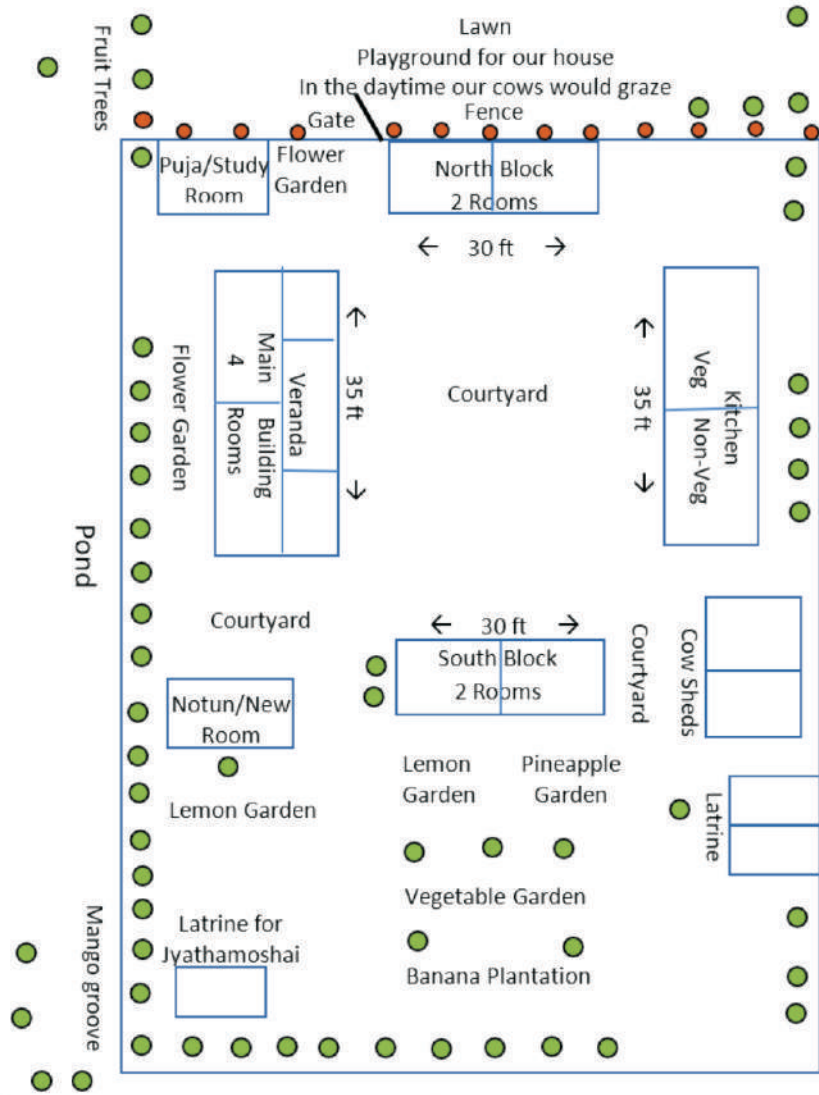 Lawn
Playground for our house
In the daytime our cows would graze
Fruit Trees
Gate
Fence
Puja/Study
Room
Flower
Garden
North Block
2 Rooms
30 ft
Flower Garden
Main Building
4 Rooms
Veranda
35 ft
Courtyard
35 ft
Kitchen
Veg Non-Veg
Pond
Courtyard
30 ft
South Block
2 Rooms
Courtyard
Cow Sheds
Notun/New
Room
Lemon Garden
Lemon
Garden
Pineapple
Garden
Latrine
Vegetable Garden
Banana Plantation
Mango groove
Latrine for
Jyathamoshai